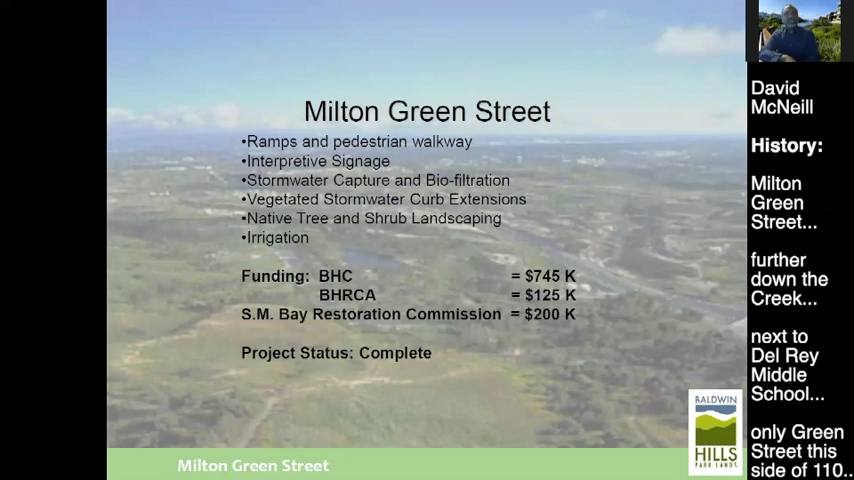 Milton Green Street
•Ramps and pedestrian walkway
•Interpretive Signage
•Stormwater Capture and Bio-filtration
•Vegetated Stormwater Curb Extensions
•Native Tree and Shrub Landscaping
•Irrigation
Funding: BHC = $745 K
BHRCA = $125 K
S.M. Bay Restoration Commission = $200 K
Project Status: Complete
BALDWIN
HILLS
PARK LANDS
Milton Green Street
David
McNeill
History:
Milton
Green
Street...
further
down the
Creek...
next to
Del Rey
Middle
School...
only Green
Street this
side of 110..